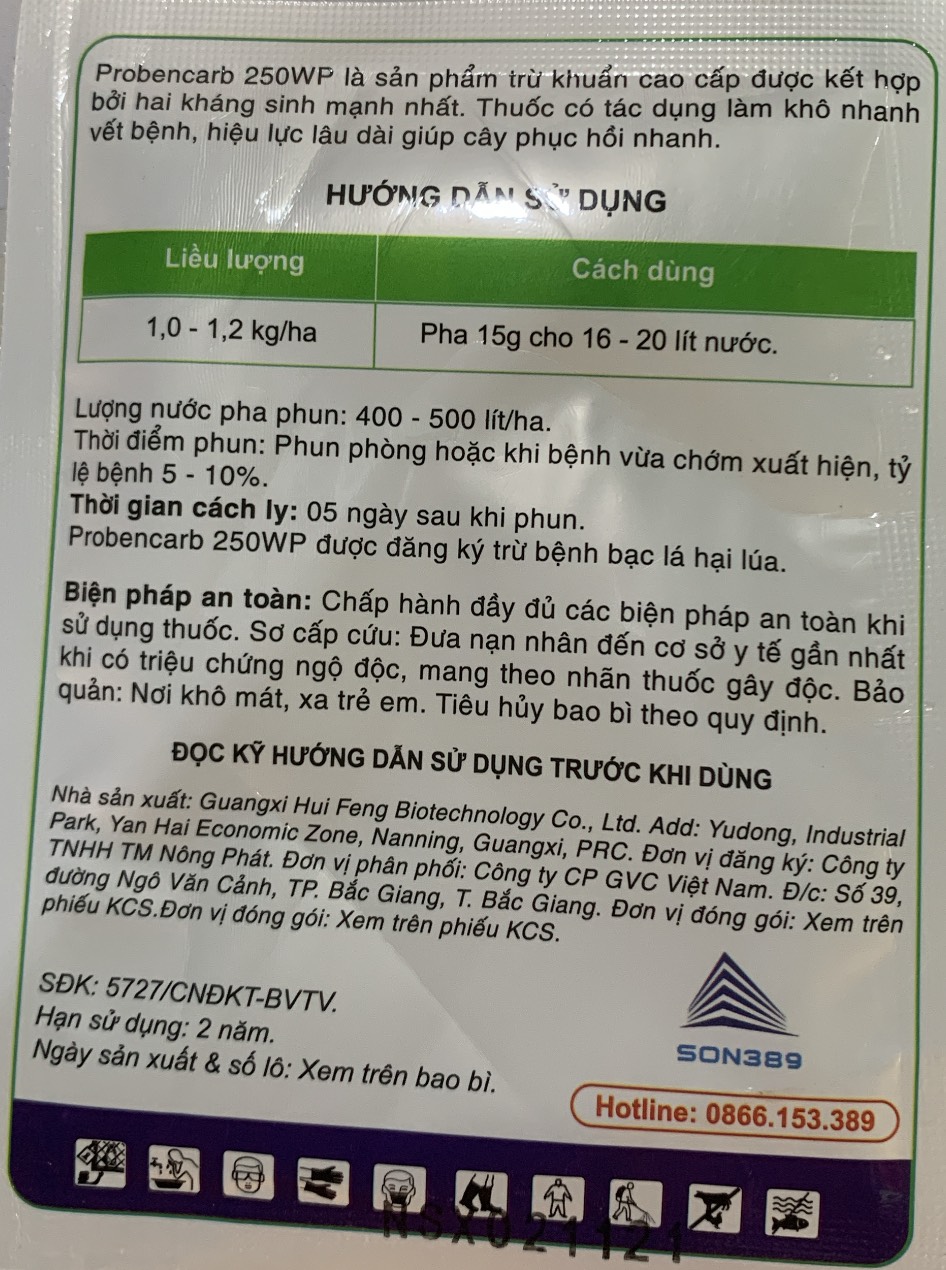 Probencarb 250WP là sản phẩm trừ khuẩn cao cấp được kết hợp
bởi hai kháng sinh mạnh nhất. Thuốc có tác dụng làm khô nhanh
vết bệnh, hiệu lực lâu dài giúp cây phục hồi nhanh.
HƯỚNG DẪN SỬ DỤNG
Liều lượng Cách dùng
1,0 - 1,2 kg/ha Pha 15g cho 16 - 20 lít nước.
Lượng nước pha phun: 400 - 500 lít/ha.
Thời điểm phun: Phun phòng hoặc khi bệnh vừa chớm xuất hiện, tỷ
lệ bệnh 5 - 10%.
Thời gian cách ly: 05 ngày sau khi phun.
Probencarb 250WP được đăng ký trừ bệnh bạc lá hại lúa.
Biện pháp an toàn: Chấp hành đầy đủ các biện pháp an toàn khi
sử dụng thuốc. Sơ cấp cứu: Đưa nạn nhân đến cơ sở y tế gần nhất
khi có triệu chứng ngộ độc, mang theo nhãn thuốc gây độc. Bảo
quản: Nơi khô mát, xa trẻ em. Tiêu hủy bao bì theo quy định.
ĐỌC KỸ HƯỚNG DẪN SỬ DỤNG TRƯỚC KHI DÙNG
Nhà sản xuất: Guangxi Hui Feng Biotechnology Co., Ltd. Add: Yudong, Industrial
Park, Yan Hai Economic Zone, Nanning, Guangxi, PRC. Đơn vị đăng ký: Công ty
TNHH TM Nông Phát. Đơn vị phân phối: Công ty CP GVC Việt Nam. Đ/c: Số 39,
đường Ngô Văn Cảnh, TP. Bắc Giang, T. Bắc Giang. Đơn vị đóng gói: Xem trên
phiếu KCS.Đơn vị đóng gói: Xem trên phiếu KCS.
SĐK: 5727/CNĐKT-BVTV.
Hạn sử dụng: 2 năm.
Ngày sản xuất & số lô: Xem trên bao bì.
SON389
Hotline: 0866.153.389
NSX021121